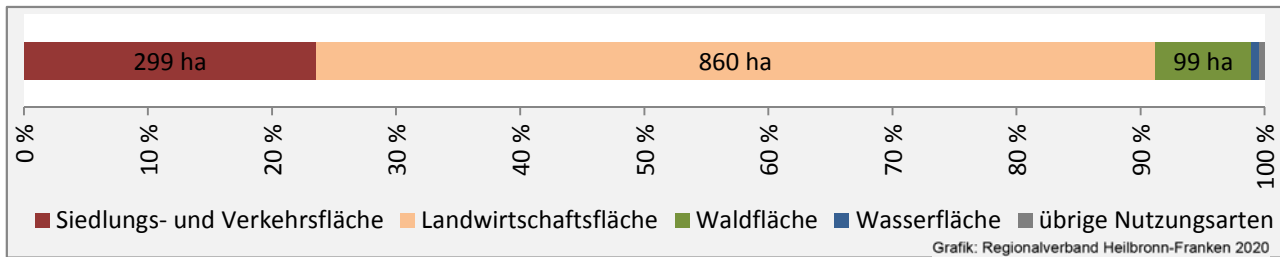 299 ha 860 ha 99 ha
0 % 10 % 20 % 30 % 40 % 50 % 60 % 70 % 80 % 90 % 100 %
Siedlungs- und Verkehrsfläche Landwirtschaftsfläche Waldfläche Wasserfläche übrige Nutzungsarten
Grafik: Regionalverband Heilbronn-Franken 2020